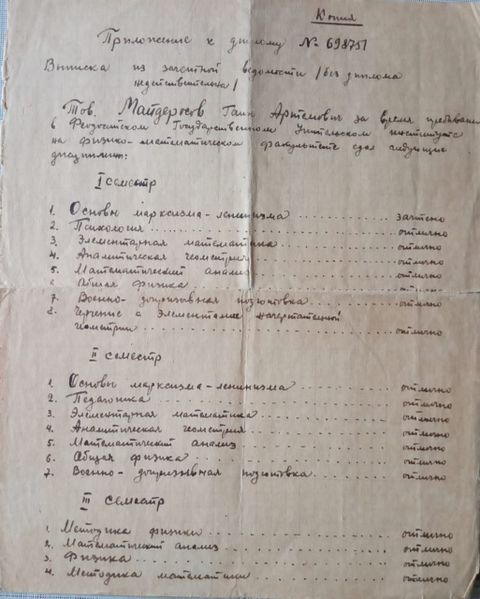 Копия
Приложение к диплому № 698751
Выписка из зачетной ведомости /без диплома
недействительна/
Тов. Майдеросов Гайк Артемович за время пребывания
в Феодосийском Государственном Учительском институте
на физико-математическом факультете сдал следующие
дисциплины:
I семестр
1. Основы марксизма-ленинизма .......... зачтено
2. Психология .......... отлично
3. Элементарная математика .......... отлично
4. Аналитическая геометрия .......... отлично
5. Математический анализ .......... отлично
6. Общая физика .......... отлично
7. Военно-допризывная подготовка .......... отлично
8. Черчение с Элементами начертательной
геометрии .......... отлично
II семестр
1. Основы марксизма-ленинизма .......... отлично
2. Педагогика .......... отлично
3. Элементарная математика .......... отлично
4. Аналитическая геометрия .......... отлично
5. Математический анализ .......... отлично
6. Общая физика .......... отлично
7. Военно-допризывная подготовка .......... отлично
III семестр
1. Методика физики .......... отлично
2. Математический анализ .......... отлично
3. Физика .......... отлично
4. Методика математики .......... отлично